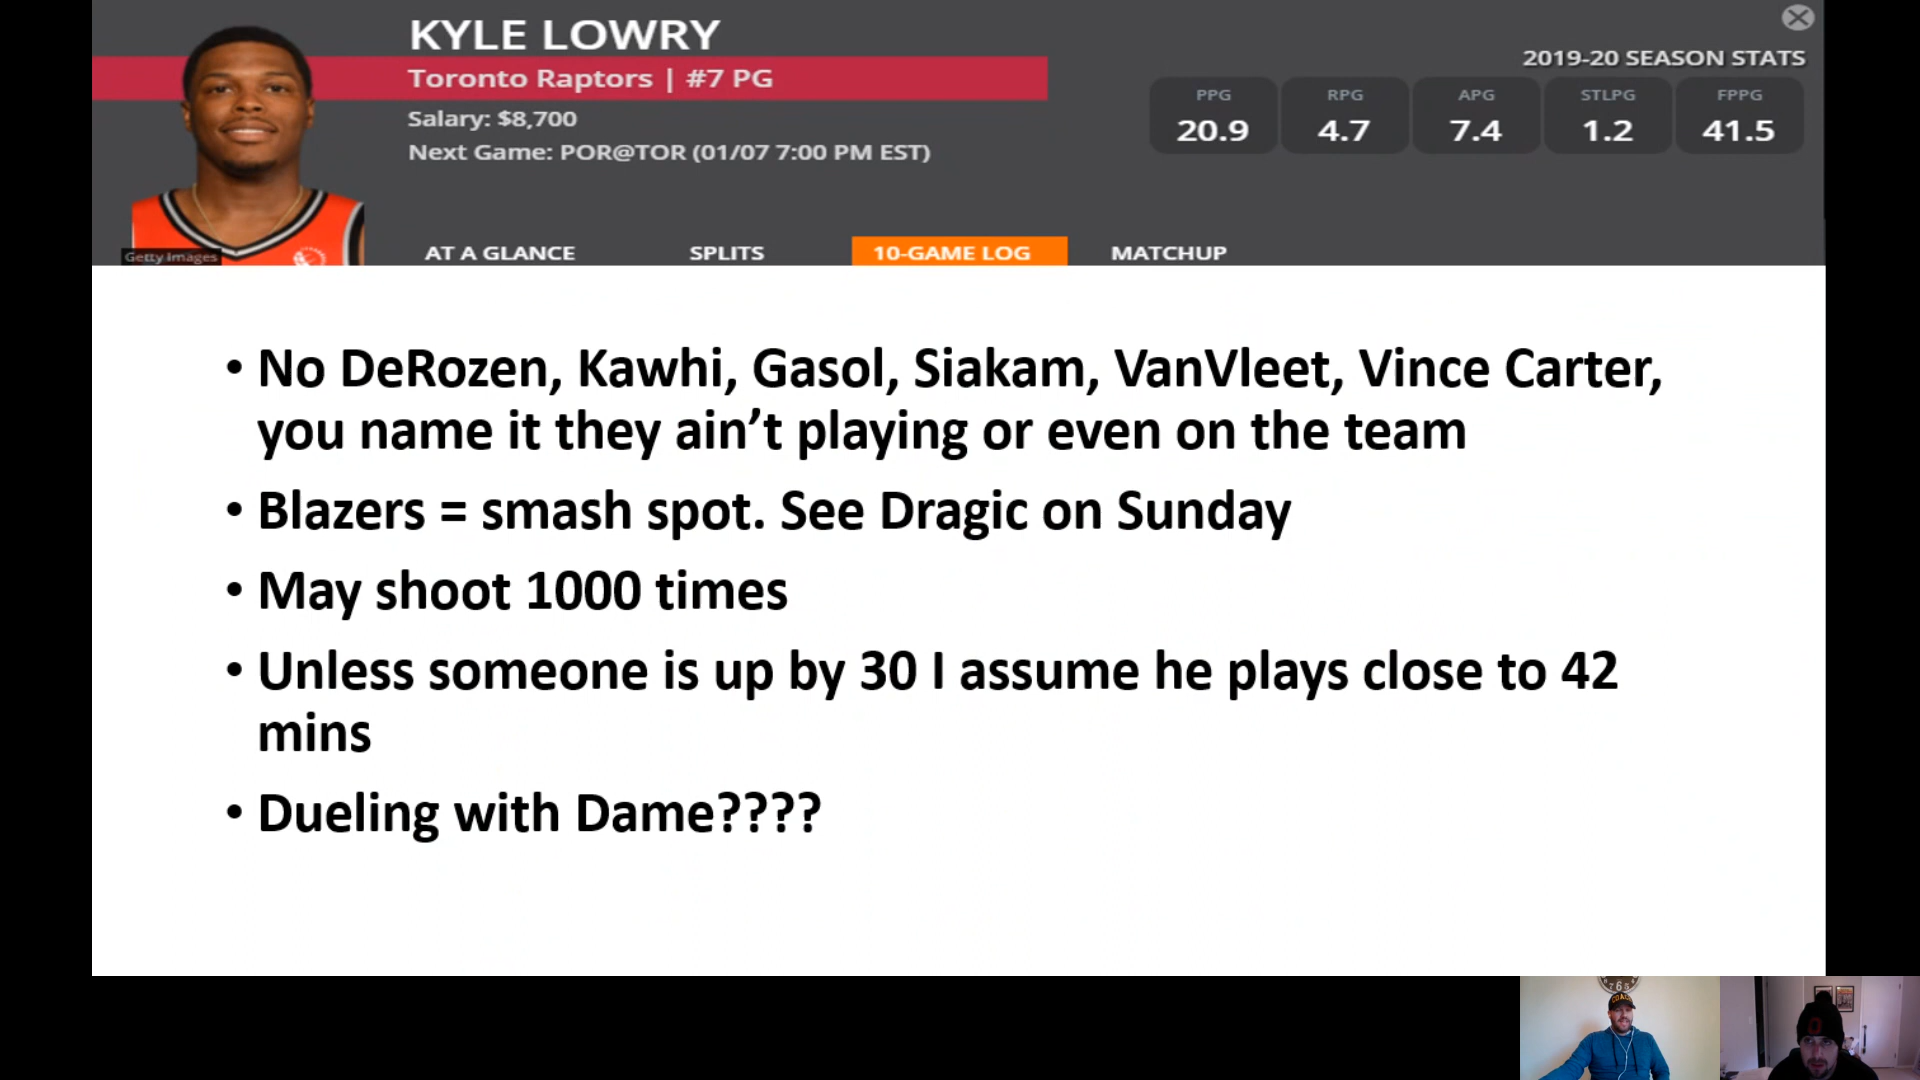 KYLE LOWRY
Toronto Raptors | #7 PG
Salary: $8,700
Next Game: POR@TOR (01/07 7:00 PM EST)
2019-20 SEASON STATS
PPG RPG APG STLPG FPPG
20.9 4.7 7.4 1.2 41.5
Getty Images
AT A GLANCE SPLITS 10-GAME LOG MATCHUP
• No DeRozen, Kawhi, Gasol, Siakam, VanVleet, Vince Carter,
you name it they ain’t playing or even on the team
• Blazers = smash spot. See Dragic on Sunday
• May shoot 1000 times
• Unless someone is up by 30 I assume he plays close to 42
mins
• Dueling with Dame????